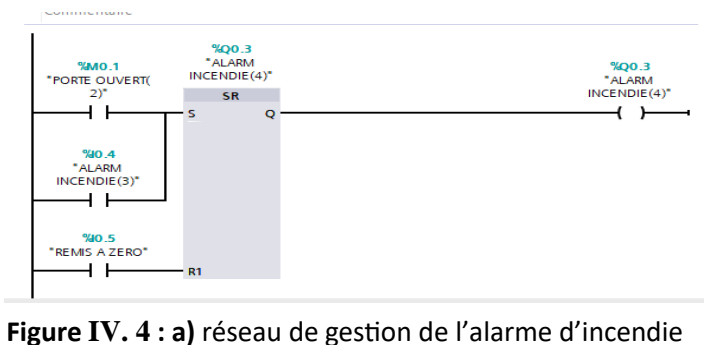 Commentaire
%Q0.3
"ALARM
INCENDIE(4)"
%M0.1
"PORTE OUVERT(
2)"
SR
S
Q
%Q0.3
"ALARM
INCENDIE(4)"
%I0.4
"ALARM
INCENDIE(3)"
%I0.5
"REMIS A ZERO"
R1
Figure IV. 4 : a) réseau de gestion de l'alarme d'incendie